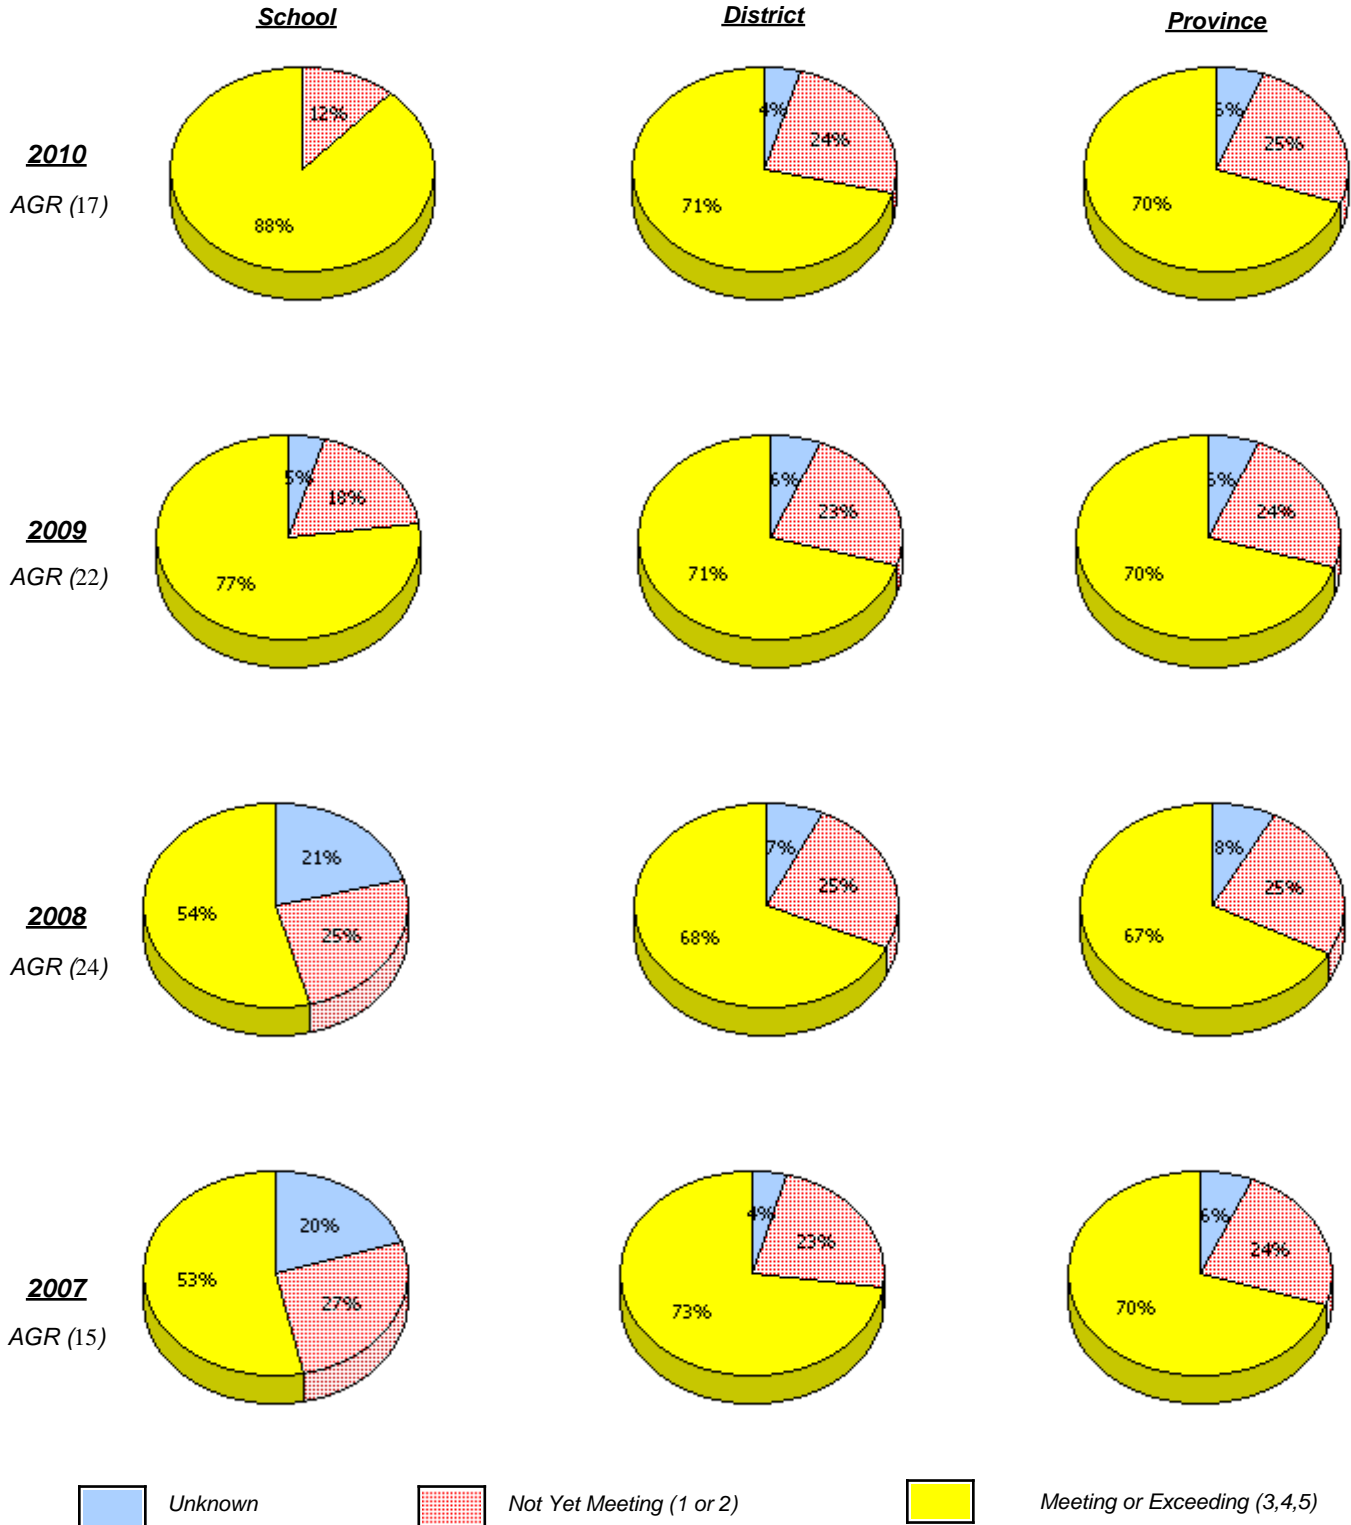 School District Province
12% 4% 24% 5% 25%
2010
AGR (17)
88% 71% 70%
5% 18% 6% 23% 24%
2009
AGR (22)
77% 71% 70%
21% 7% 25% 8% 25%
54% 25% 68% 67%
2008
AGR (24)
20% 4% 23% 6% 24%
53% 27% 73% 70%
2007
AGR (15)
Unknown Not Yet Meeting (1 or 2) Meeting or Exceeding (3,4,5)